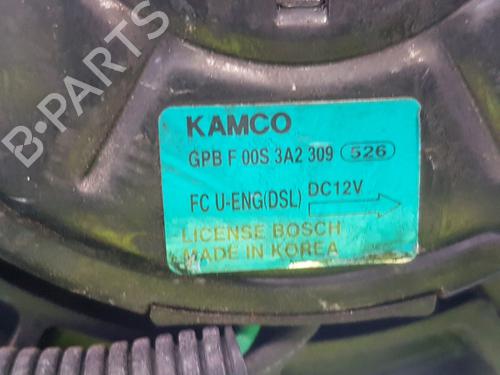 KAMCO
GPB F 00S 3A2 309 526
FC U-ENG(DSL) DC12V
LICENSE BOSCH
MADE IN KOREA
B-PARTS